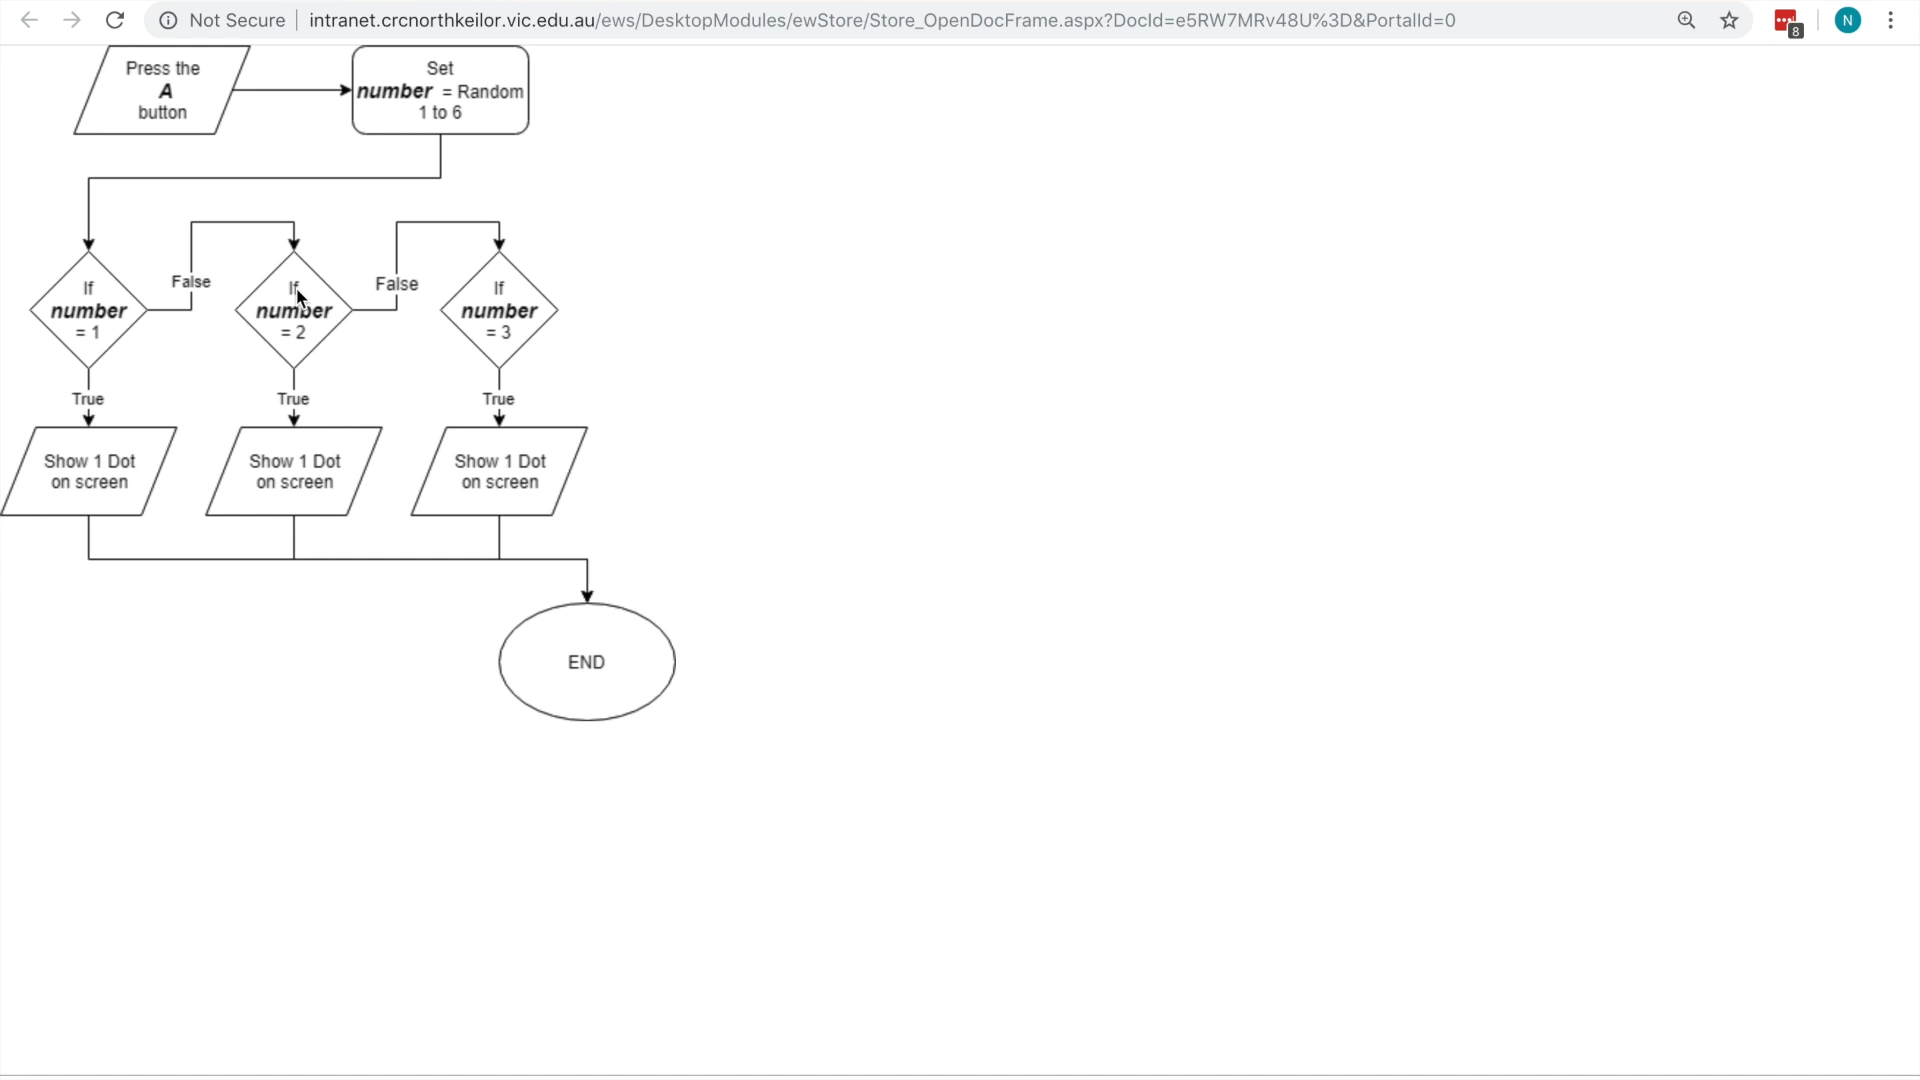 Not Secure intranet.crcnorthkeilor.vic.edu.au/ews/DesktopModules/ewStore/Store_OpenDocFrame.aspx?DocId=e5RW7MRv48U%3D&PortalId=0
8
N
Press the
A
button
Set
number = Random
1 to 6
False
False
If
number
= 1
If
number
= 2
If
number
= 3
True
True
True
Show 1 Dot
on screen
Show 1 Dot
on screen
Show 1 Dot
on screen
END